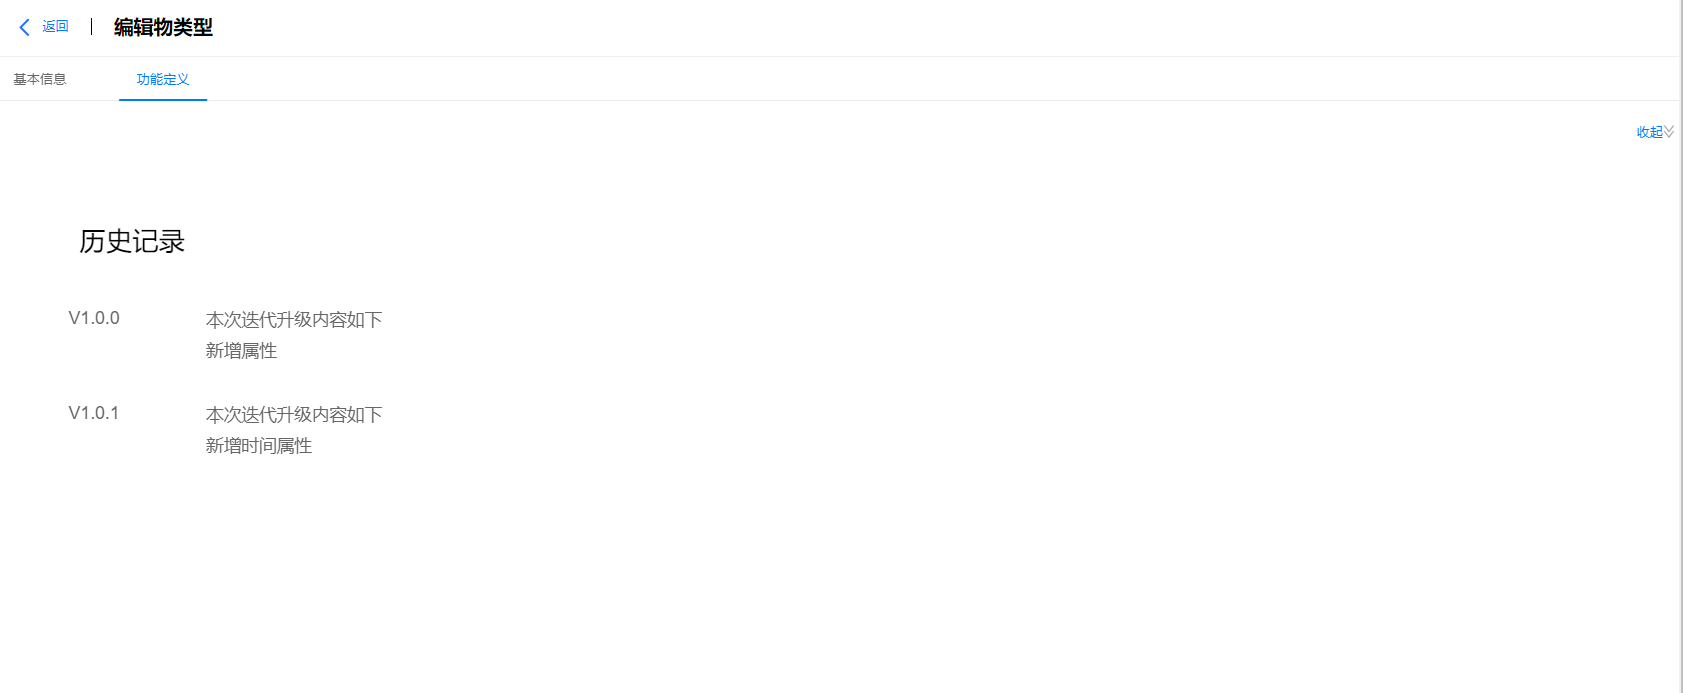 返回 编辑物类型
基本信息 功能定义
收起
历史记录
V1.0.0 本次迭代升级内容如下
新增属性
V1.0.1 本次迭代升级内容如下
新增时间属性